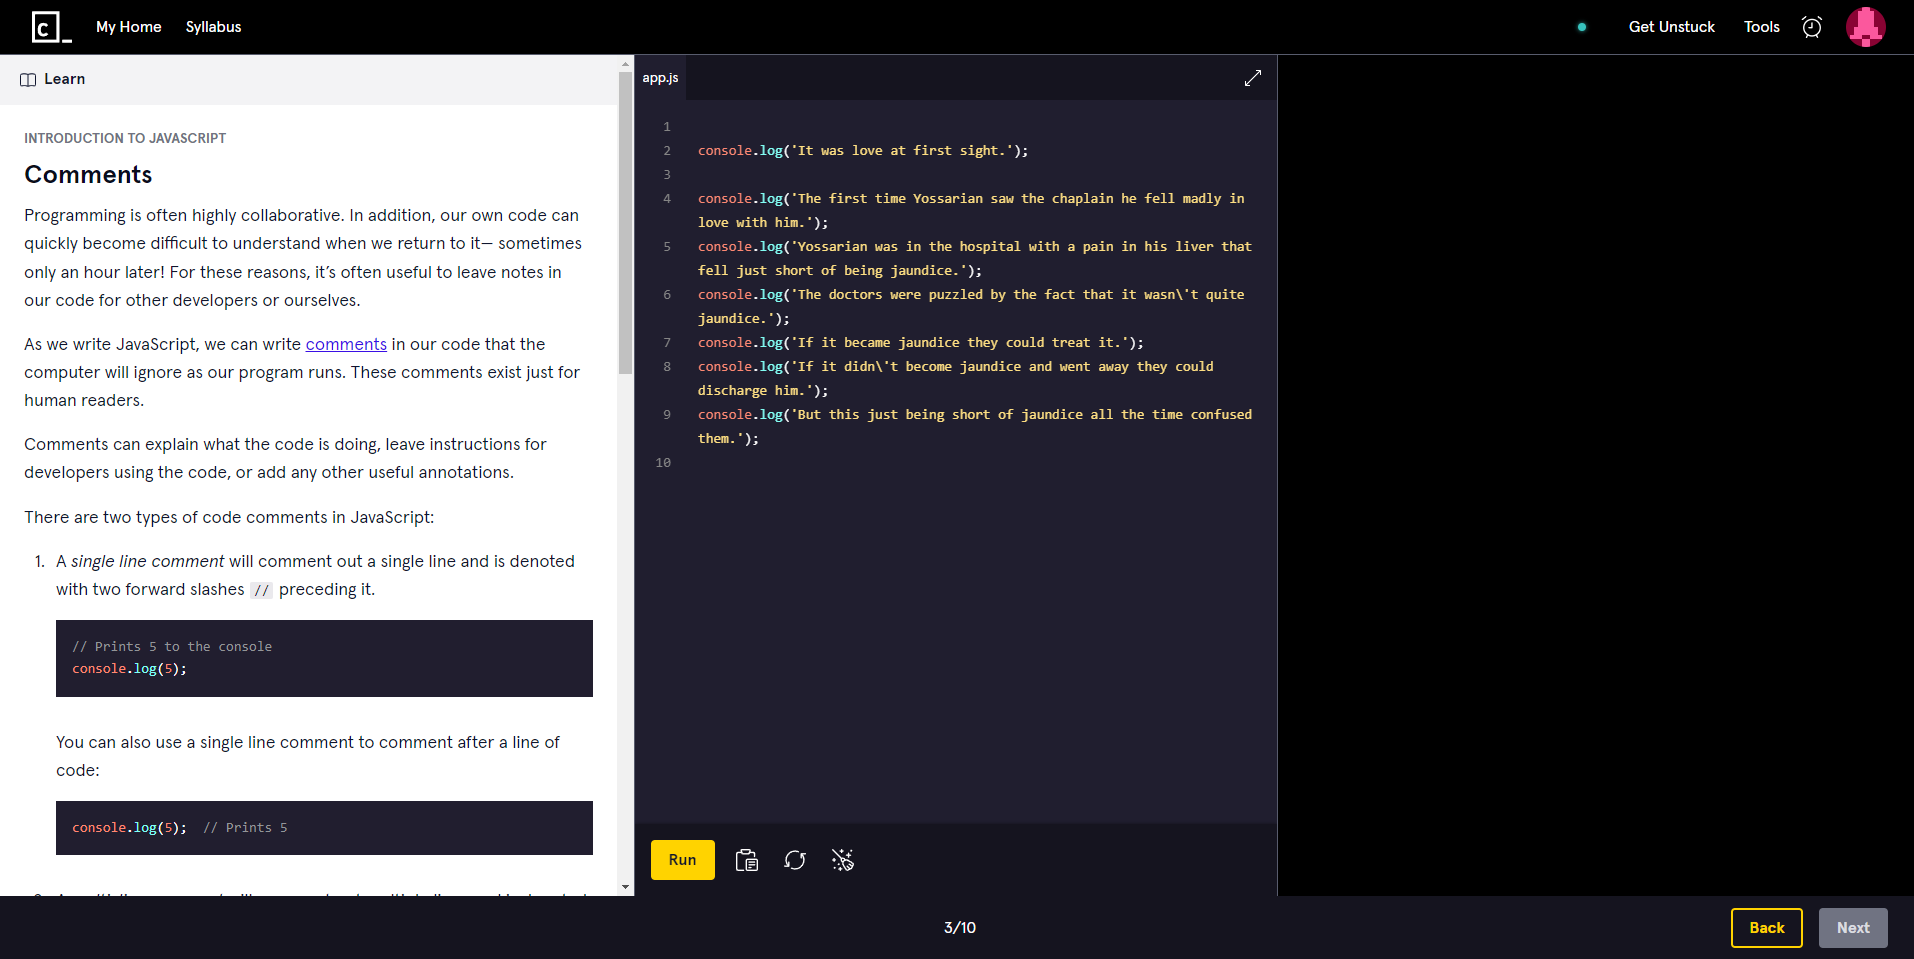 c_ My Home Syllabus Get Unstuck Tools
Learn
INTRODUCTION TO JAVASCRIPT
Comments
Programming is often highly collaborative. In addition, our own code can
quickly become difficult to understand when we return to it— sometimes
only an hour later! For these reasons, it’s often useful to leave notes in
our code for other developers or ourselves.
As we write JavaScript, we can write comments in our code that the
computer will ignore as our program runs. These comments exist just for
human readers.
Comments can explain what the code is doing, leave instructions for
developers using the code, or add any other useful annotations.
There are two types of code comments in JavaScript:
1. A single line comment will comment out a single line and is denoted
with two forward slashes // preceding it.
// Prints 5 to the console
console.log(5);
You can also use a single line comment to comment after a line of
code:
console.log(5);  // Prints 5
app.js
1
2 console.log('It was love at first sight.');
3
4 console.log('The first time Yossarian saw the chaplain he fell madly in
love with him.');
5 console.log('Yossarian was in the hospital with a pain in his liver that
fell just short of being jaundice.');
6 console.log('The doctors were puzzled by the fact that it wasn\'t quite
jaundice.');
7 console.log('If it became jaundice they could treat it.');
8 console.log('If it didn\'t become jaundice and went away they could
discharge him.');
9 console.log('But this just being short of jaundice all the time confused
them.');
10
Run
3/10
Back Next